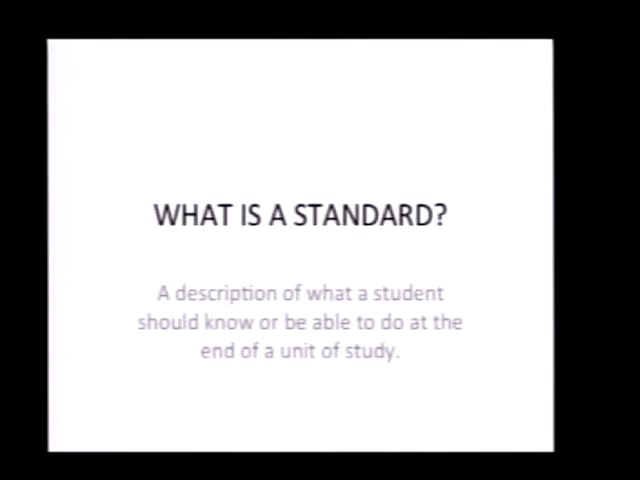 WHAT IS A STANDARD?
A description of what a student
should know or be able to do at the
end of a unit of study.